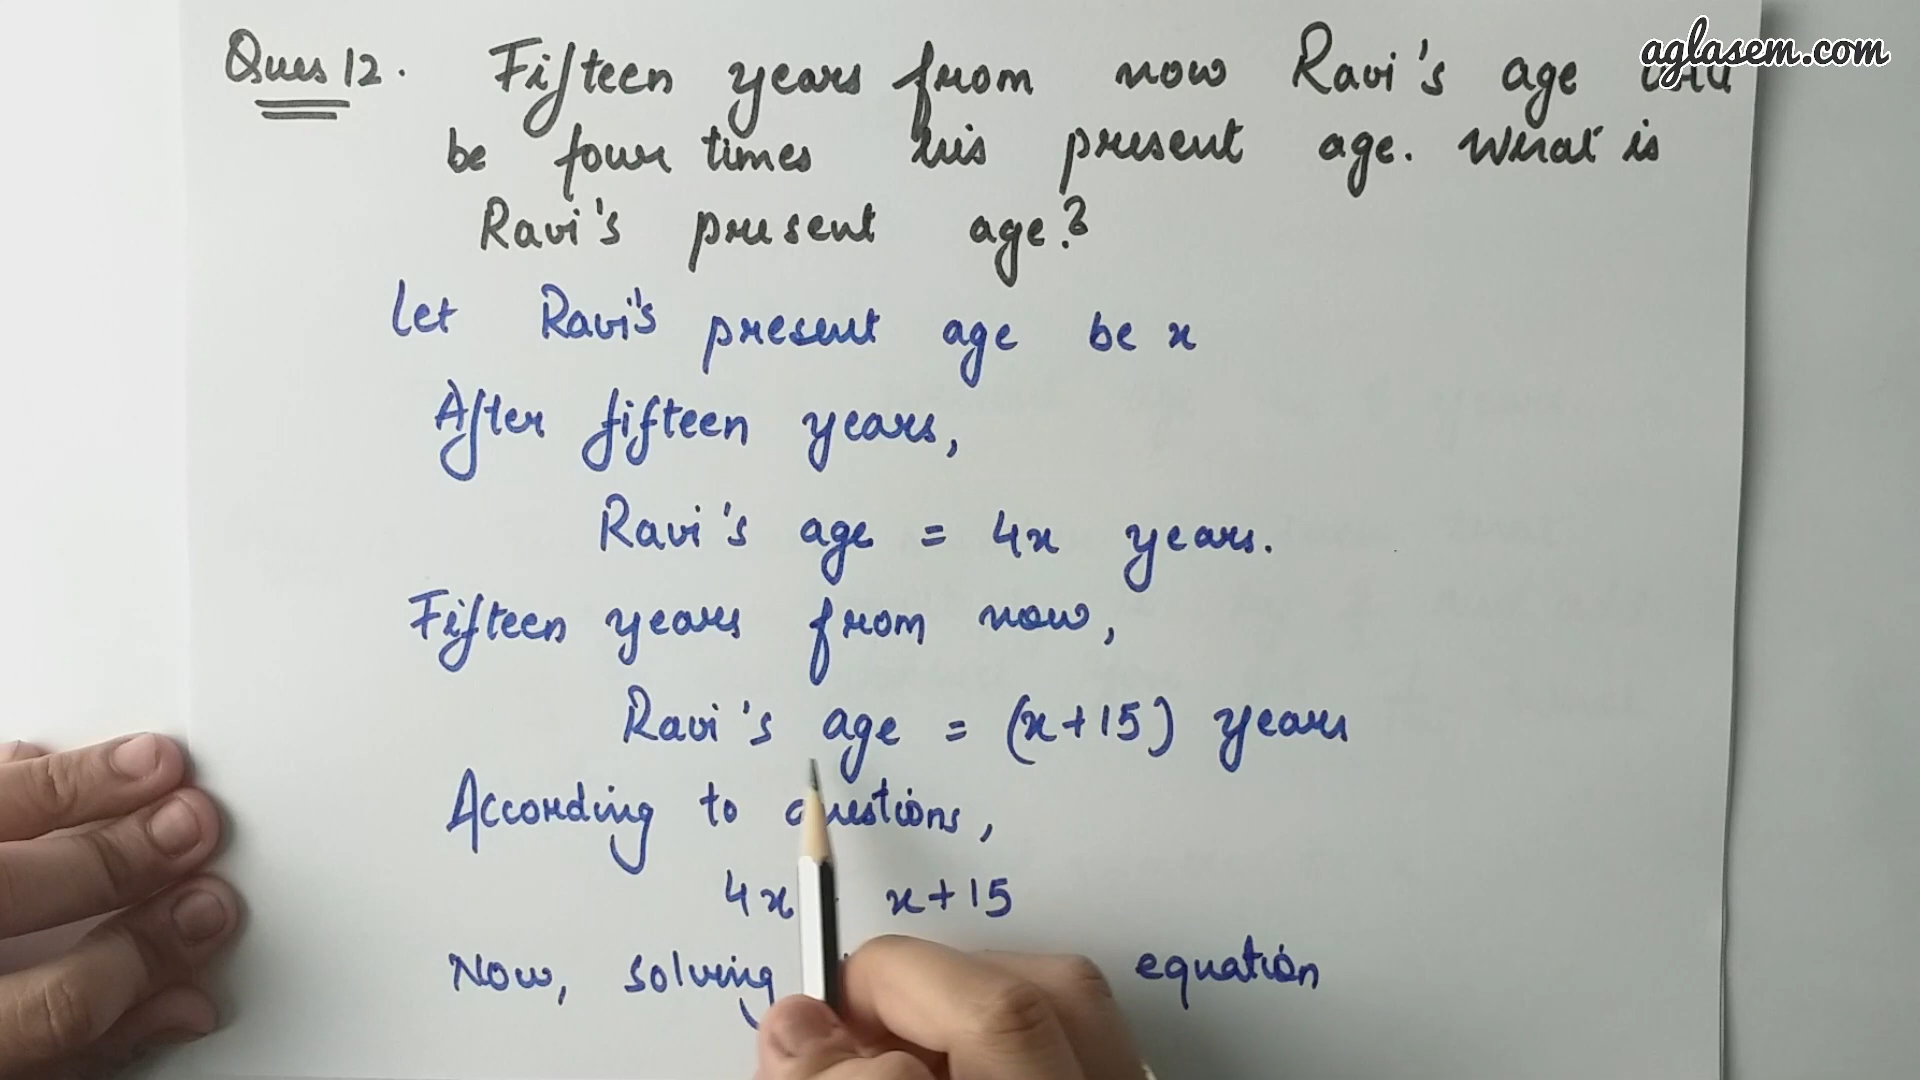 aglasem.com
Ques 12. Fifteen years from now Ravi's age will
be four times his present age. What is
Ravi's present age?
Let Ravi's present age be x
After fifteen years,
Ravi's age = 4x years.
Fifteen years from now,
Ravi's age = (x+15) years
According to questions,
4x x+15
Now, solving equation